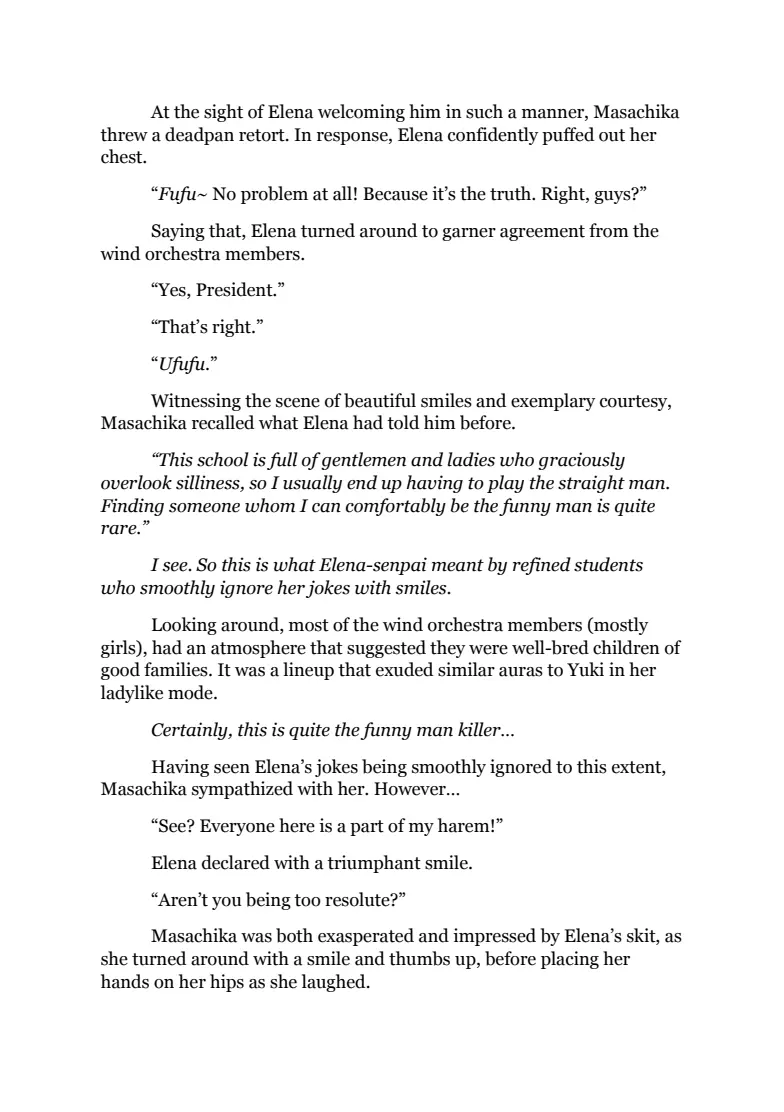 At the sight of Elena welcoming him in such a manner, Masachika
threw a deadpan retort. In response, Elena confidently puffed out her
chest.
“Fufu~ No problem at all! Because it’s the truth. Right, guys?”
Saying that, Elena turned around to garner agreement from the
wind orchestra members.
“Yes, President.”
“That’s right.”
“Ufufu.”
Witnessing the scene of beautiful smiles and exemplary courtesy,
Masachika recalled what Elena had told him before.
“This school is full of gentlemen and ladies who graciously
overlook silliness, so I usually end up having to play the straight man.
Finding someone whom I can comfortably be the funny man is quite
rare.”
I see. So this is what Elena-senpai meant by refined students
who smoothly ignore her jokes with smiles.
Looking around, most of the wind orchestra members (mostly
girls), had an atmosphere that suggested they were well-bred children of
good families. It was a lineup that exuded similar auras to Yuki in her
ladylike mode.
Certainly, this is quite the funny man killer...
Having seen Elena’s jokes being smoothly ignored to this extent,
Masachika sympathized with her. However...
“See? Everyone here is a part of my harem!”
Elena declared with a triumphant smile.
“Aren’t you being too resolute?”
Masachika was both exasperated and impressed by Elena’s skit, as
she turned around with a smile and thumbs up, before placing her
hands on her hips as she laughed.